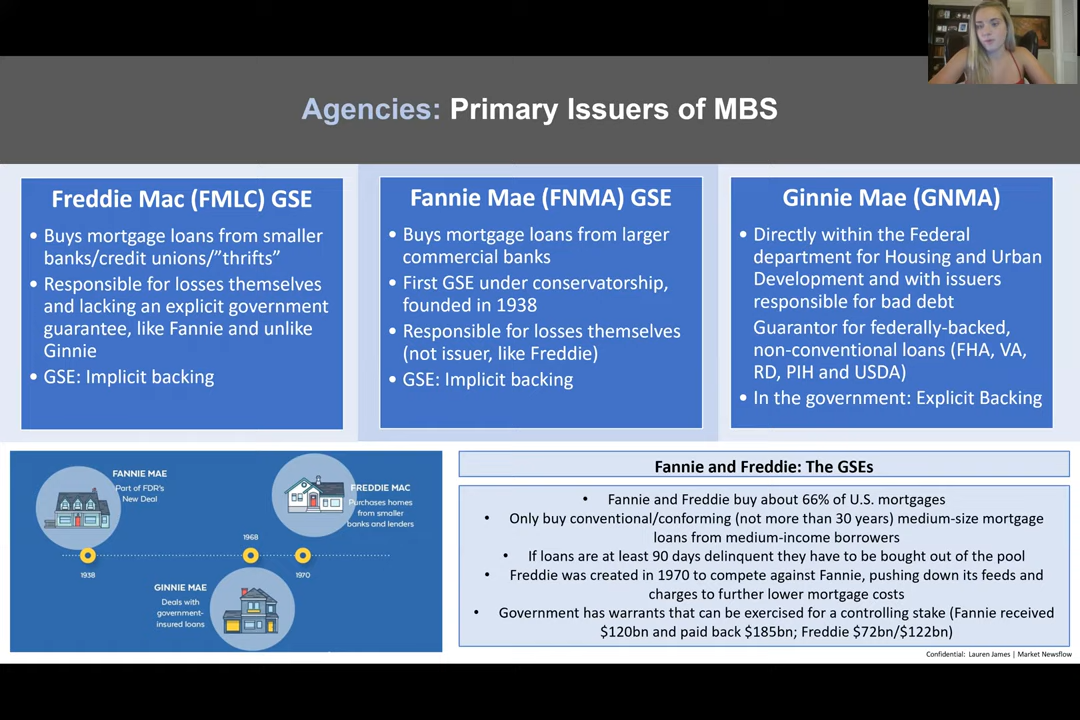 Agencies: Primary Issuers of MBS
Freddie Mac (FMLC) GSE
• Buys mortgage loans from smaller
banks/credit unions/”thrifts”
• Responsible for losses themselves
and lacking an explicit government
guarantee, like Fannie and unlike
Ginnie
• GSE: Implicit backing
Fannie Mae (FNMA) GSE
• Buys mortgage loans from larger
commercial banks
• First GSE under conservatorship,
founded in 1938
• Responsible for losses themselves
(not issuer, like Freddie)
• GSE: Implicit backing
Ginnie Mae (GNMA)
• Directly within the Federal
department for Housing and Urban
Development and with issuers
responsible for bad debt
Guarantor for federally-backed,
non-conventional loans (FHA, VA,
RD, PIH and USDA)
• In the government: Explicit Backing
FANNIE MAE
Part of FDR's
New Deal
1938
GINNIE MAE
Deals with
government-
insured loans
1968
FREDDIE MAC
Purchases homes
from smaller
banks and lenders
1970
Fannie and Freddie: The GSEs
• Fannie and Freddie buy about 66% of U.S. mortgages
• Only buy conventional/conforming (not more than 30 years) medium-size mortgage
loans from medium-income borrowers
• If loans are at least 90 days delinquent they have to be bought out of the pool
• Freddie was created in 1970 to compete against Fannie, pushing down its feeds and
charges to further lower mortgage costs
• Government has warrants that can be exercised for a controlling stake (Fannie received
$120bn and paid back $185bn; Freddie $72bn/$122bn)
Confidential: Lauren James | Market Newsflow